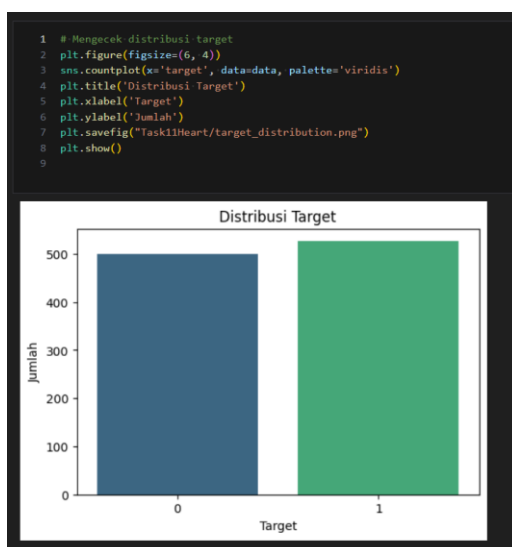 1 # Mengecek distribusi target
2 plt.figure(figsize=(6, 4))
3 sns.countplot(x='target', data=data, palette='viridis')
4 plt.title('Distribusi Target')
5 plt.xlabel('Target')
6 plt.ylabel('Jumlah')
7 plt.savefig("Task11Heart/target_distribution.png")
8 plt.show()
9
Distribusi Target
500
400
300
200
100
0
Jumlah
0 1
Target